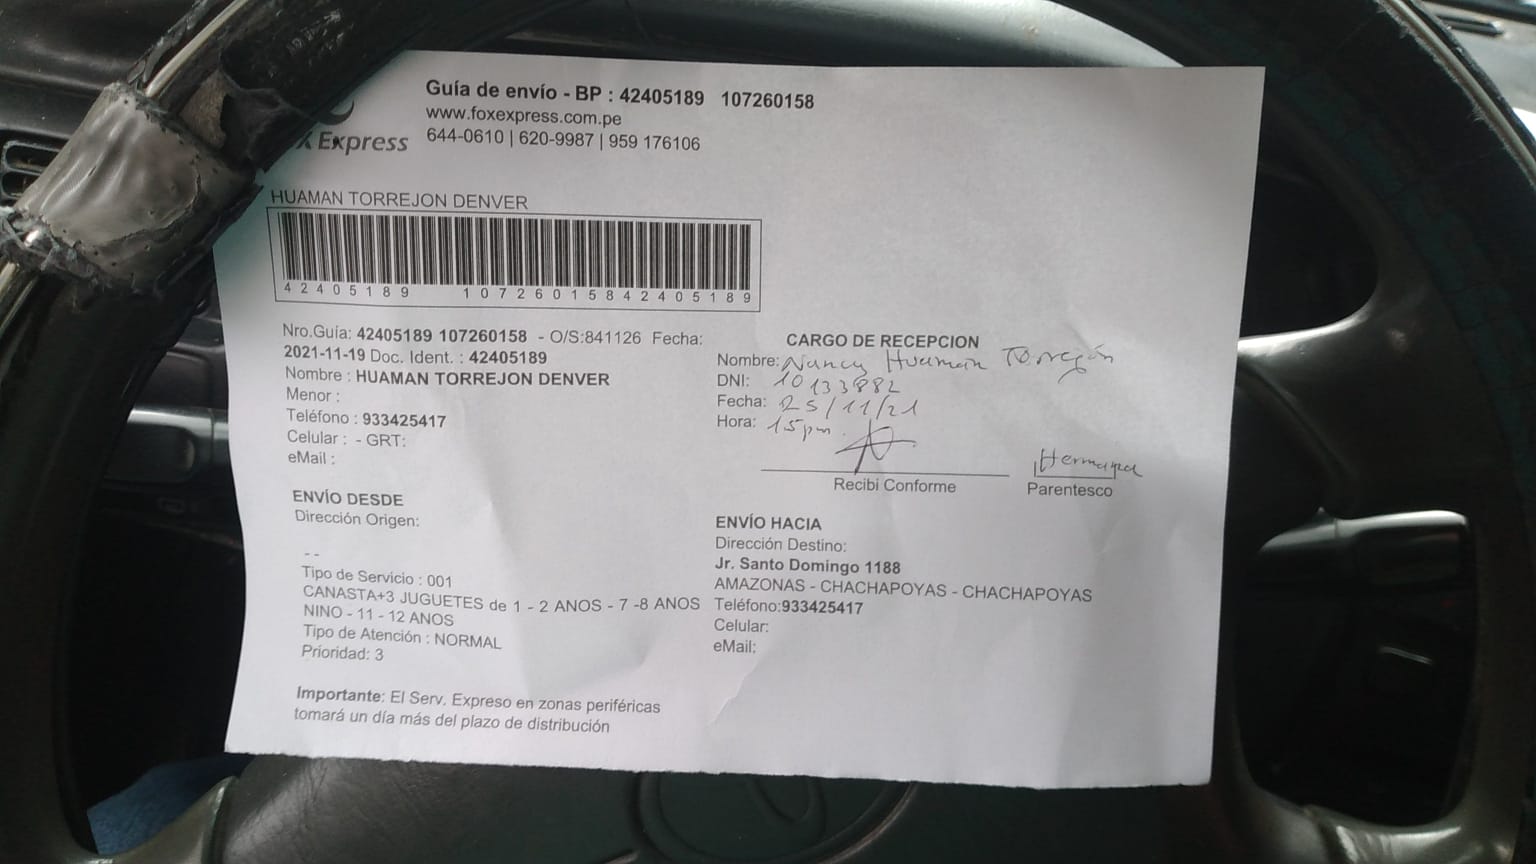 Guía de envío - BP : 42405189 107260158
www.foxexpress.com.pe
644-0610 | 620-9987 | 959 176106
X Express
HUAMAN TORREJON DENVER
42405189 10726015842405189
Nro.Guía: 42405189 107260158 - O/S:841126 Fecha:
2021-11-19 Doc. Ident. : 42405189
Nombre : HUAMAN TORREJON DENVER
Menor :
Teléfono : 933425417
Celular : - GRT:
eMail :
CARGO DE RECEPCION
Nombre: Nancy Huaman Torrejón
DNI: 10133882
Fecha: 25/11/21
Hora: 15pm.
Hermana
Recibi Conforme Parentesco
ENVÍO DESDE
Dirección Origen:
- -
Tipo de Servicio : 001
CANASTA+3 JUGUETES de 1 - 2 ANOS - 7 -8 ANOS
NINO - 11 - 12 ANOS
Tipo de Atención : NORMAL
Prioridad: 3
ENVÍO HACIA
Dirección Destino:
Jr. Santo Domingo 1188
AMAZONAS - CHACHAPOYAS - CHACHAPOYAS
Teléfono:933425417
Celular:
eMail:
Importante: El Serv. Expreso en zonas periféricas
tomará un día más del plazo de distribución